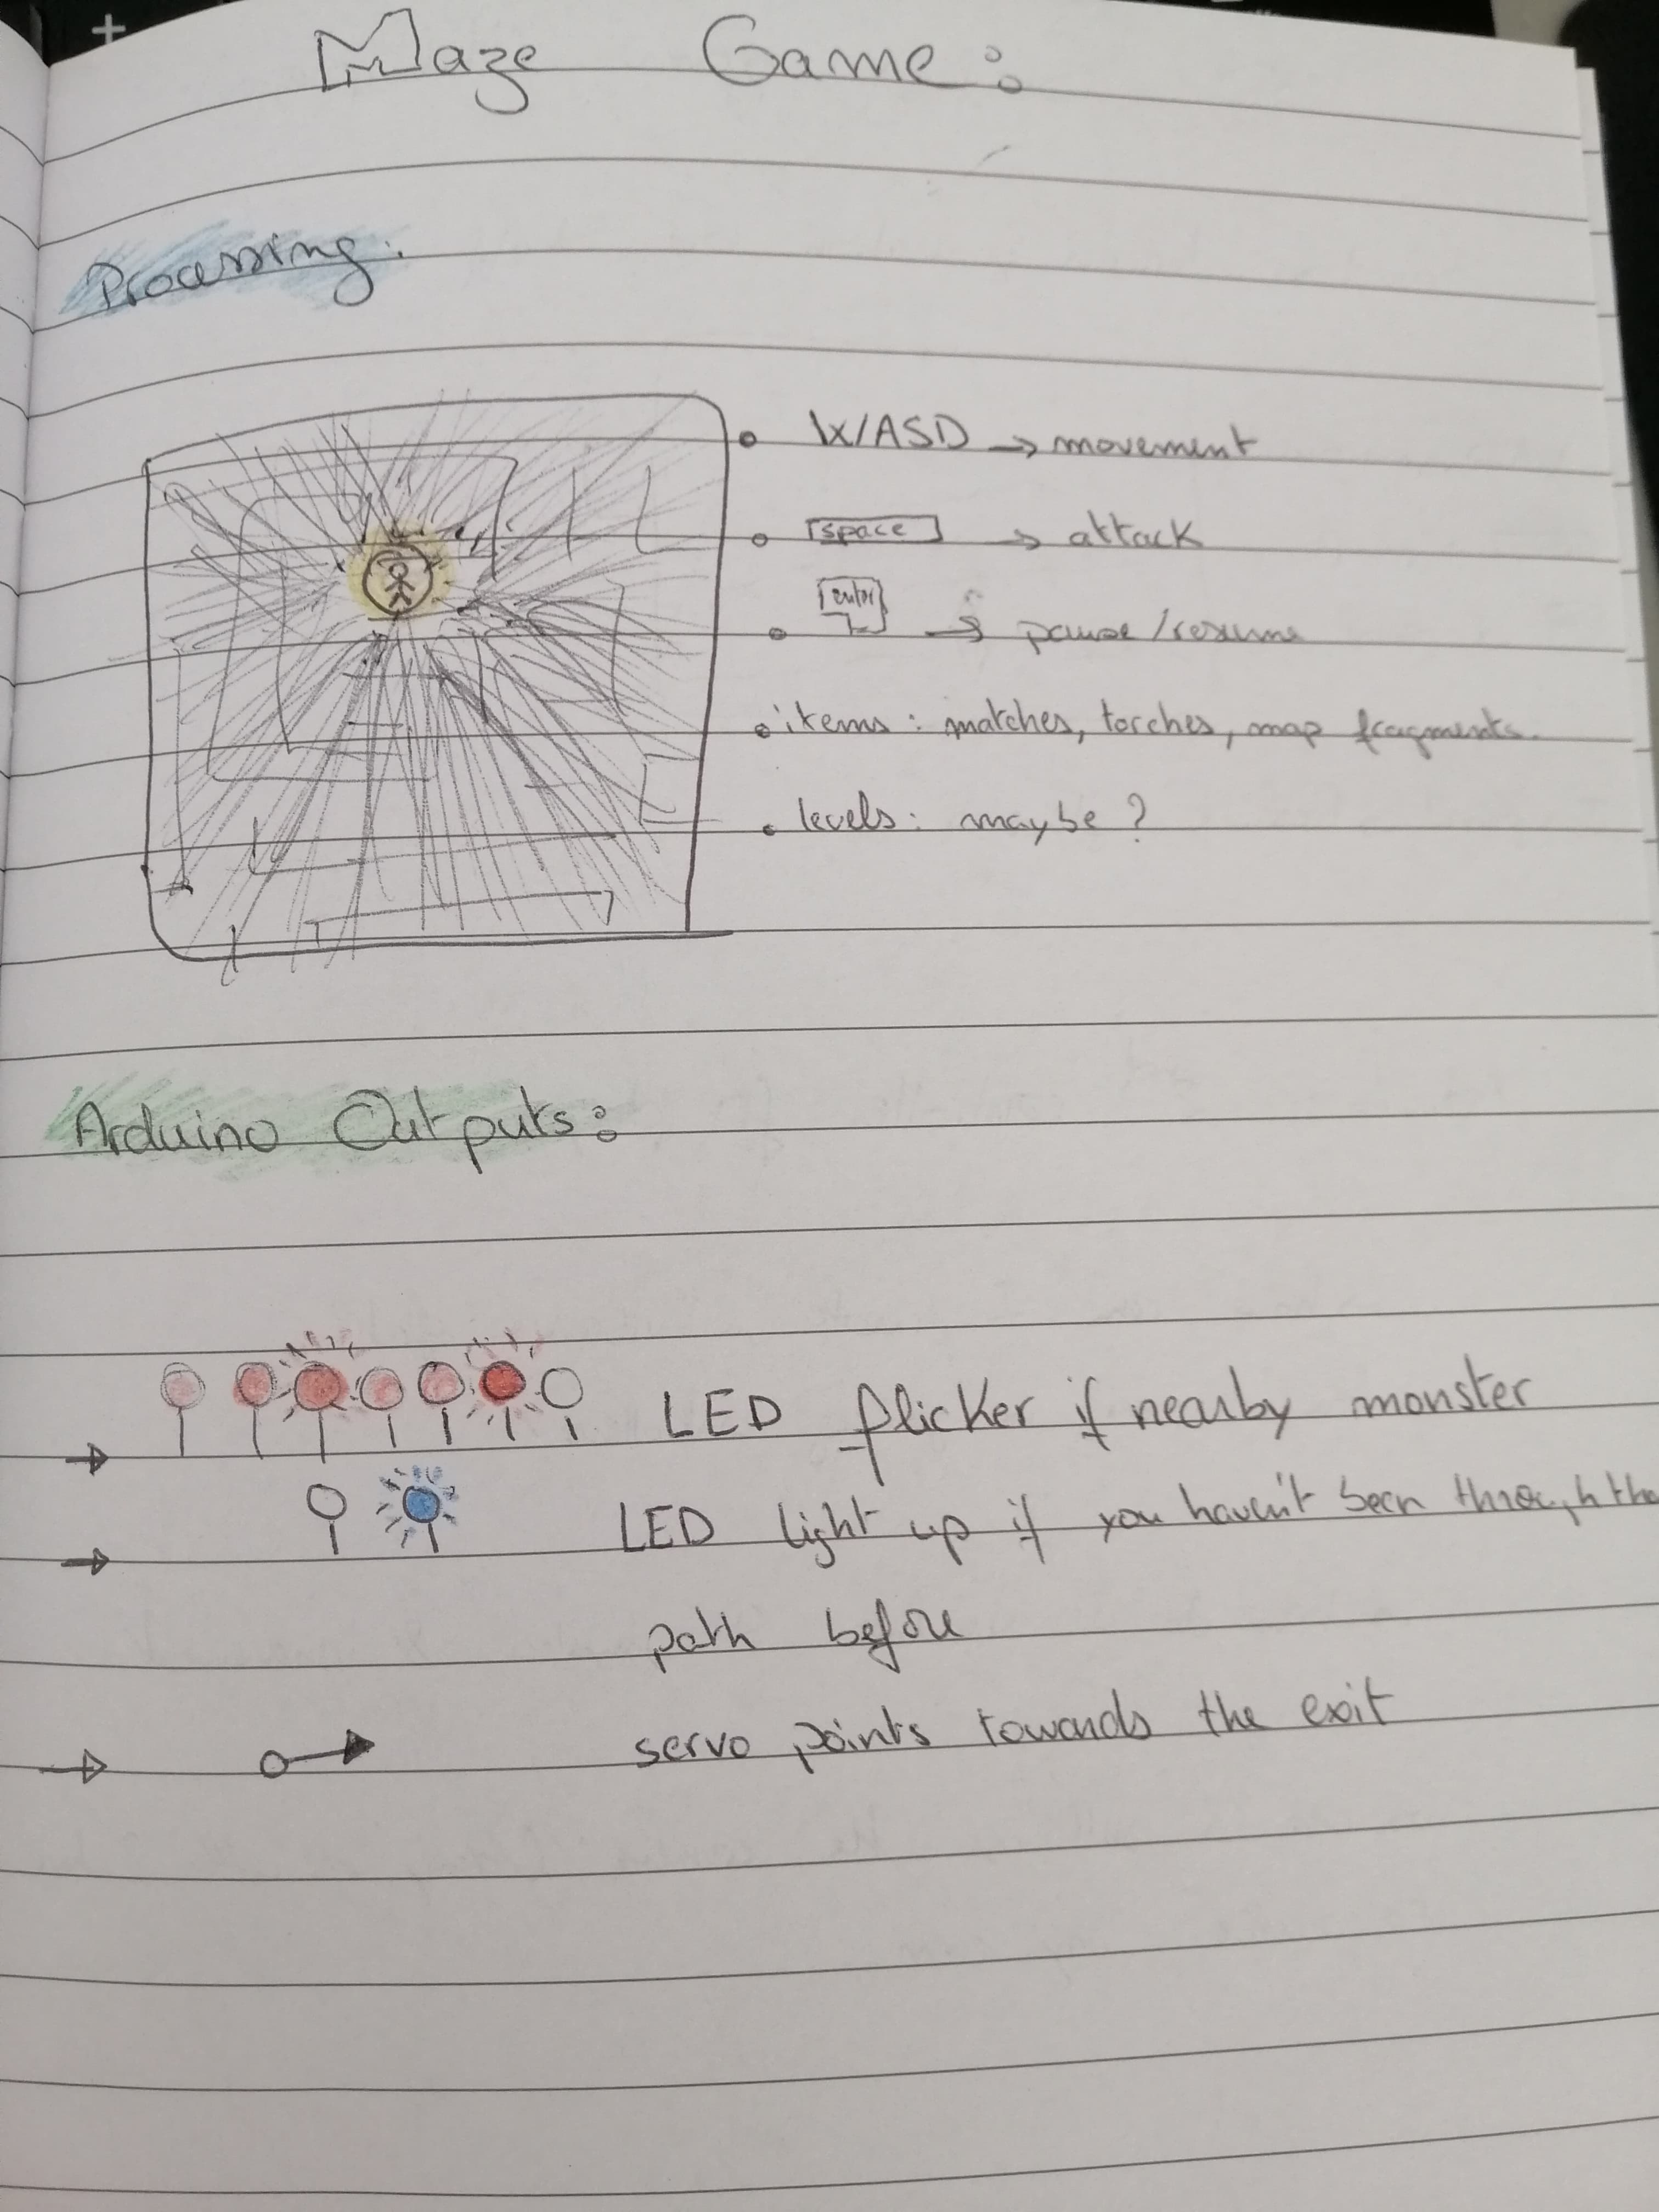 Maze Game:
Processing:
• WASD → movement
• space → attack
• enter → pause/resume
• items: matches, torches, map fragments.
• levels: maybe?
Arduino Outputs:
→ LED flicker if nearby monster
→ LED light up if you haven't been through
path before
→ servo points towards the exit